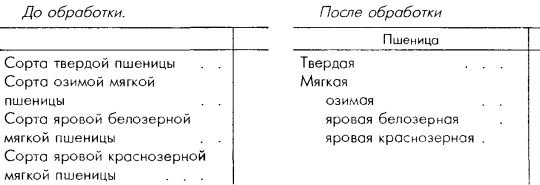 До обработки.
Сорта твердой пшеницы . .
Сорта озимой мягкой
пшеницы . .
Сорта яровой белозерной
мягкой пшеницы . .
Сорта яровой краснозерной
мягкой пшеницы . . .
После обработки
Пшеница
Твердая . . .
Мягкая
озимая . .
яровая белозерная .
яровая краснозерная .